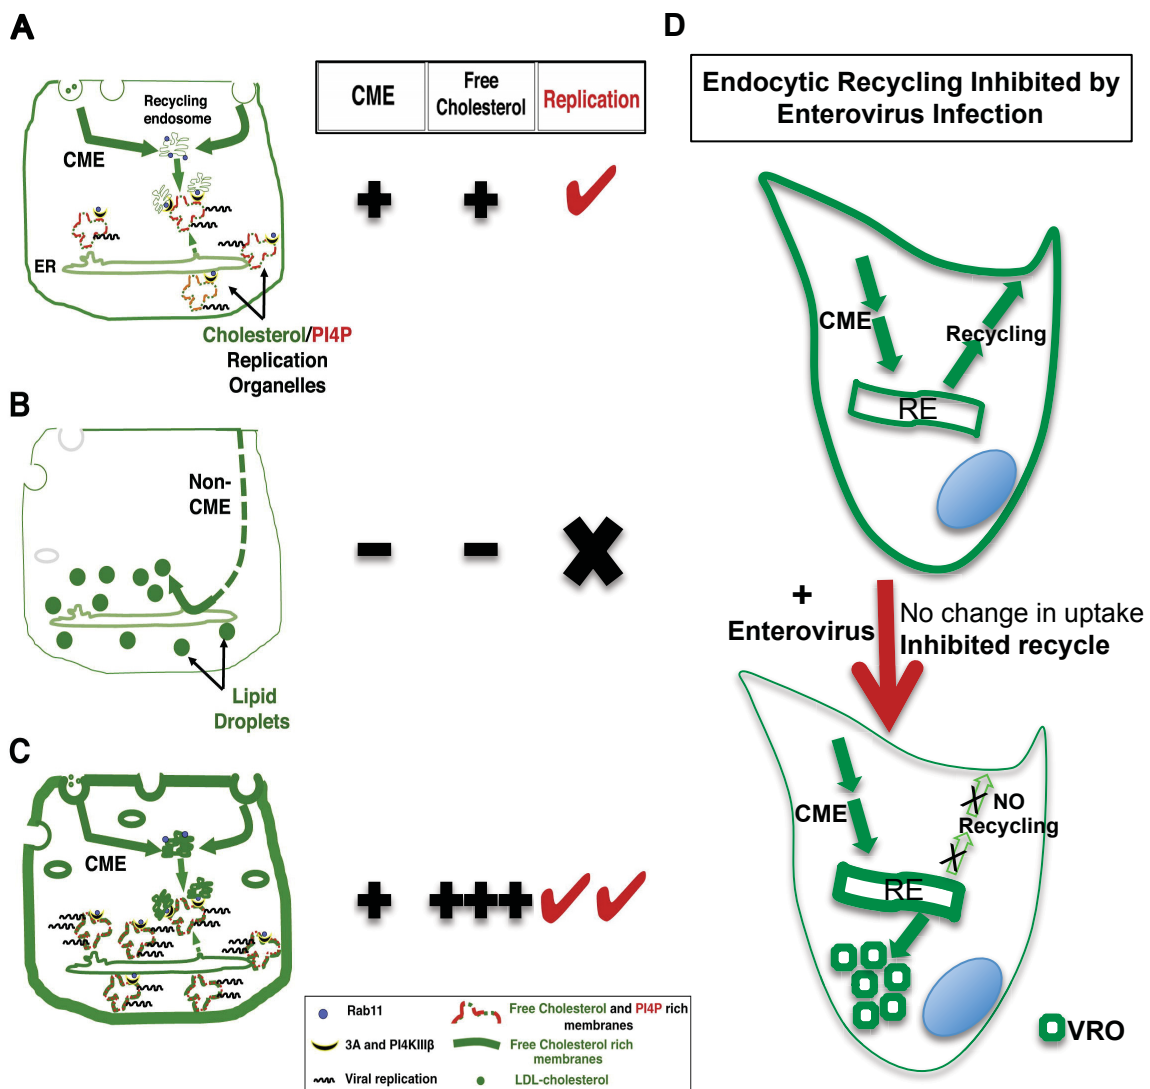 A
Recycling
endosome
CME
ER
Cholesterol/PI4P
Replication
Organelles
CME
Free
Cholesterol
Replication
B
Non-
CME
Lipid
Droplets
C
CME
Rab11
3A and PI4KIIIβ
Viral replication
Free Cholesterol and PI4P rich
membranes
Free Cholesterol rich
membranes
LDL-cholesterol
D
Endocytic Recycling Inhibited by
Enterovirus Infection
CME
Recycling
RE
+
Enterovirus
No change in uptake
Inhibited recycle
CME
NO
Recycling
RE
VRO